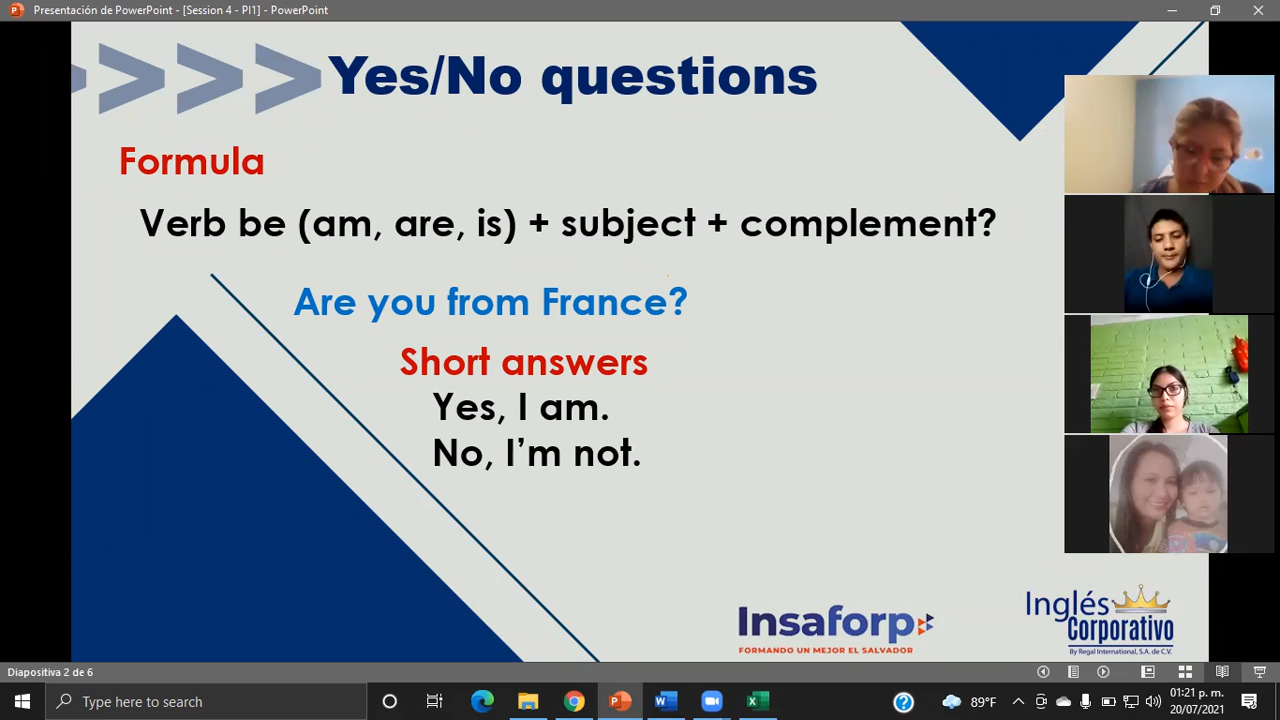 Presentación de PowerPoint - [Session 4 - PI1] - PowerPoint
>>>> Yes/No questions
Formula
Verb be (am, are, is) + subject + complement?
Are you from France?
Short answers
Yes, I am.
No, I’m not.
Insaforp
FORMANDO UN MEJOR EL SALVADOR
Inglés
Corporativo
By Regal International, S.A. de C.V.
Diapositiva 2 de 6
Type here to search
89°F
01:21 p. m.
20/07/2021